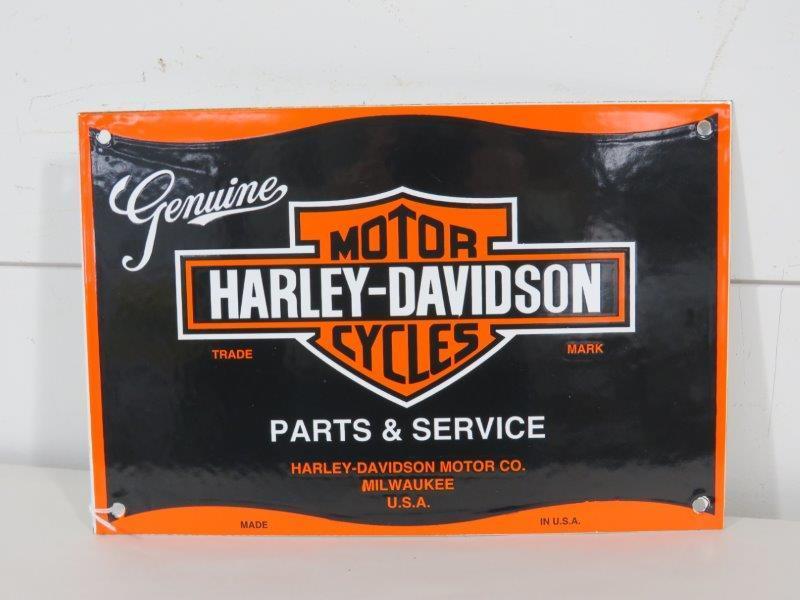 Genuine
MOTOR
HARLEY-DAVIDSON
CYCLES
TRADE MARK
PARTS & SERVICE
HARLEY-DAVIDSON MOTOR CO.
MILWAUKEE
U.S.A.
MADE IN U.S.A.